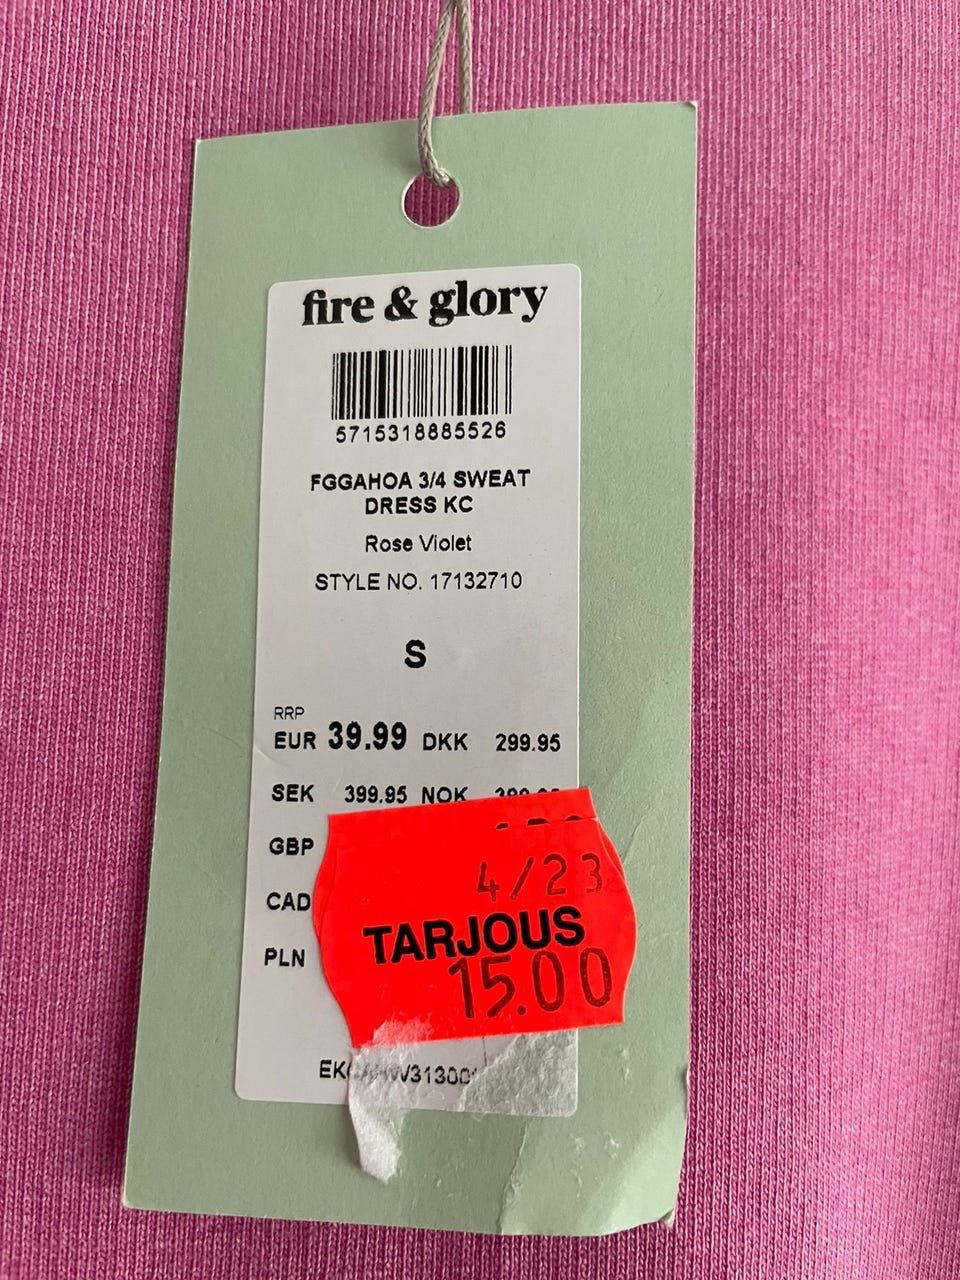 fire & glory
5715318885526
FGGAHOA 3/4 SWEAT
DRESS KC
Rose Violet
STYLE NO. 17132710
S
RRP
EUR 39.99 DKK 299.95
SEK 399.95 NOK
GBP
CAD
PLN
4/23
TARJOUS
15.00